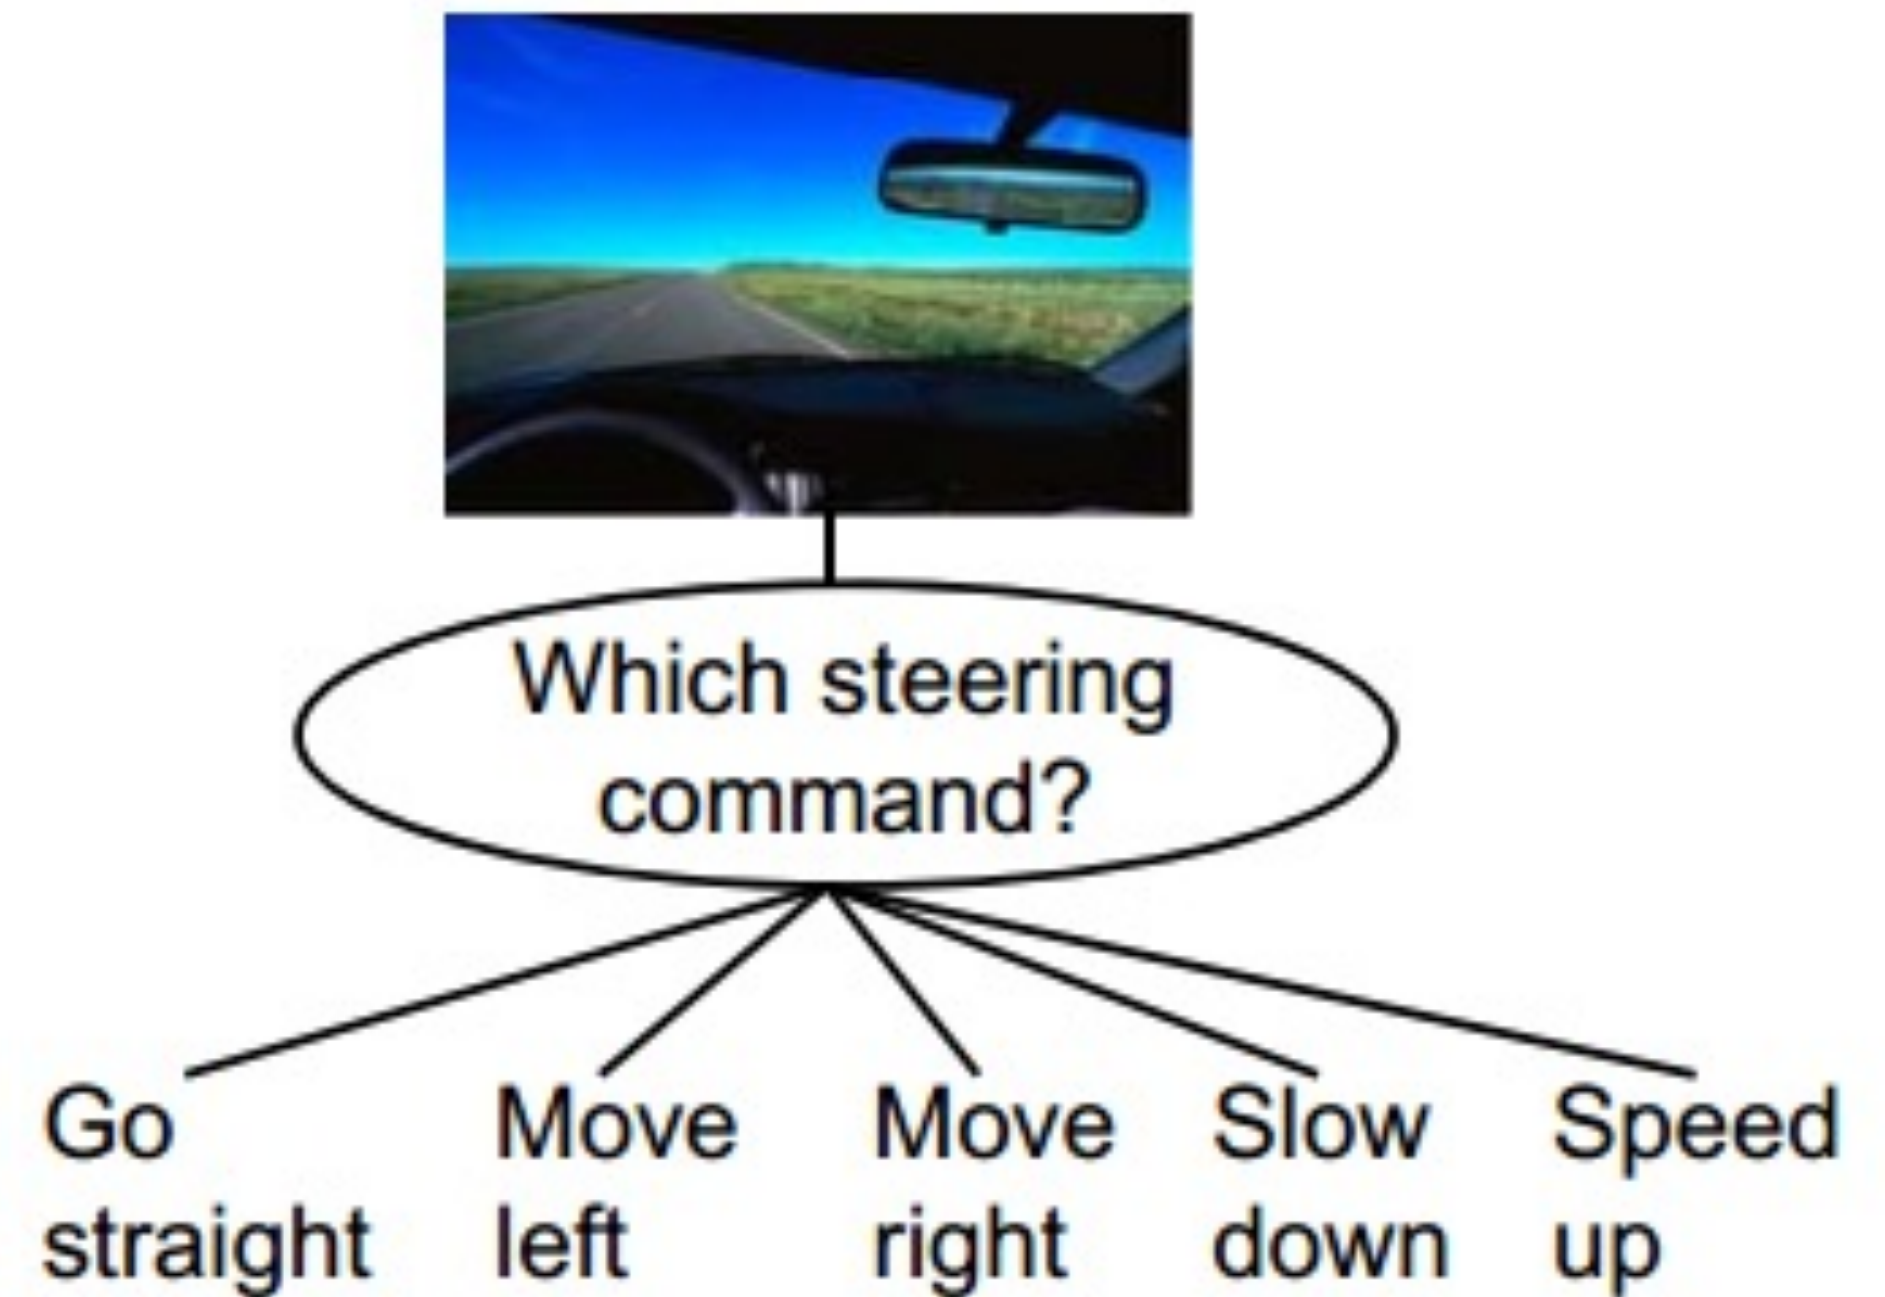 Which steering
command?
Go straight
Move left
Move right
Slow down
Speed up